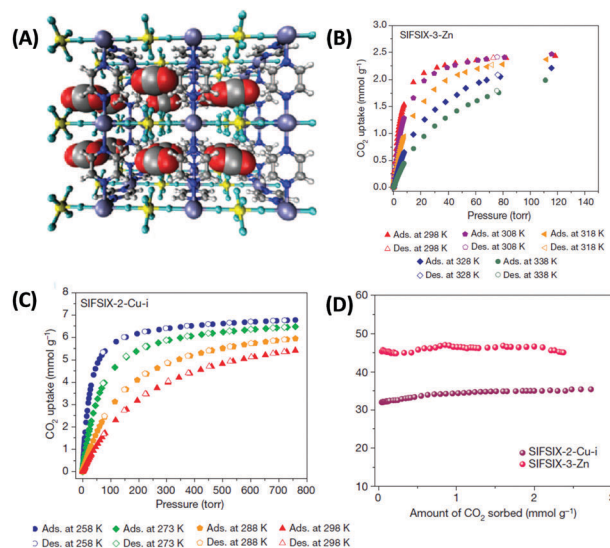 (A)
(B)
SIFSIX-3-Zn
CO₂ uptake (mmol g⁻¹)
3.0
2.5
2.0
1.5
1.0
0.5
0.0
0 20 40 60 80 100 120
Pressure (torr)
Ads. at 298 K Ads. at 308 K Ads. at 318 K
Des. at 298 K Des. at 308 K Des. at 318 K
Ads. at 328 K Ads. at 338 K
Des. at 328 K Des. at 338 K
(C)
SIFSIX-2-Cu-i
CO₂ uptake (mmol g⁻¹)
7
6
5
4
3
2
1
0
0 100 200 300 400 500 600 700 800
Pressure (torr)
Ads. at 258 K Ads. at 273 K Ads. at 288 K Ads. at 298 K
Des. at 258 K Des. at 273 K Des. at 288 K Des. at 298 K
(D)
60
50
40
30
20
10
SIFSIX-2-Cu-i
SIFSIX-3-Zn
0 1 2 3
Amount of CO₂ sorbed (mmol g⁻¹)